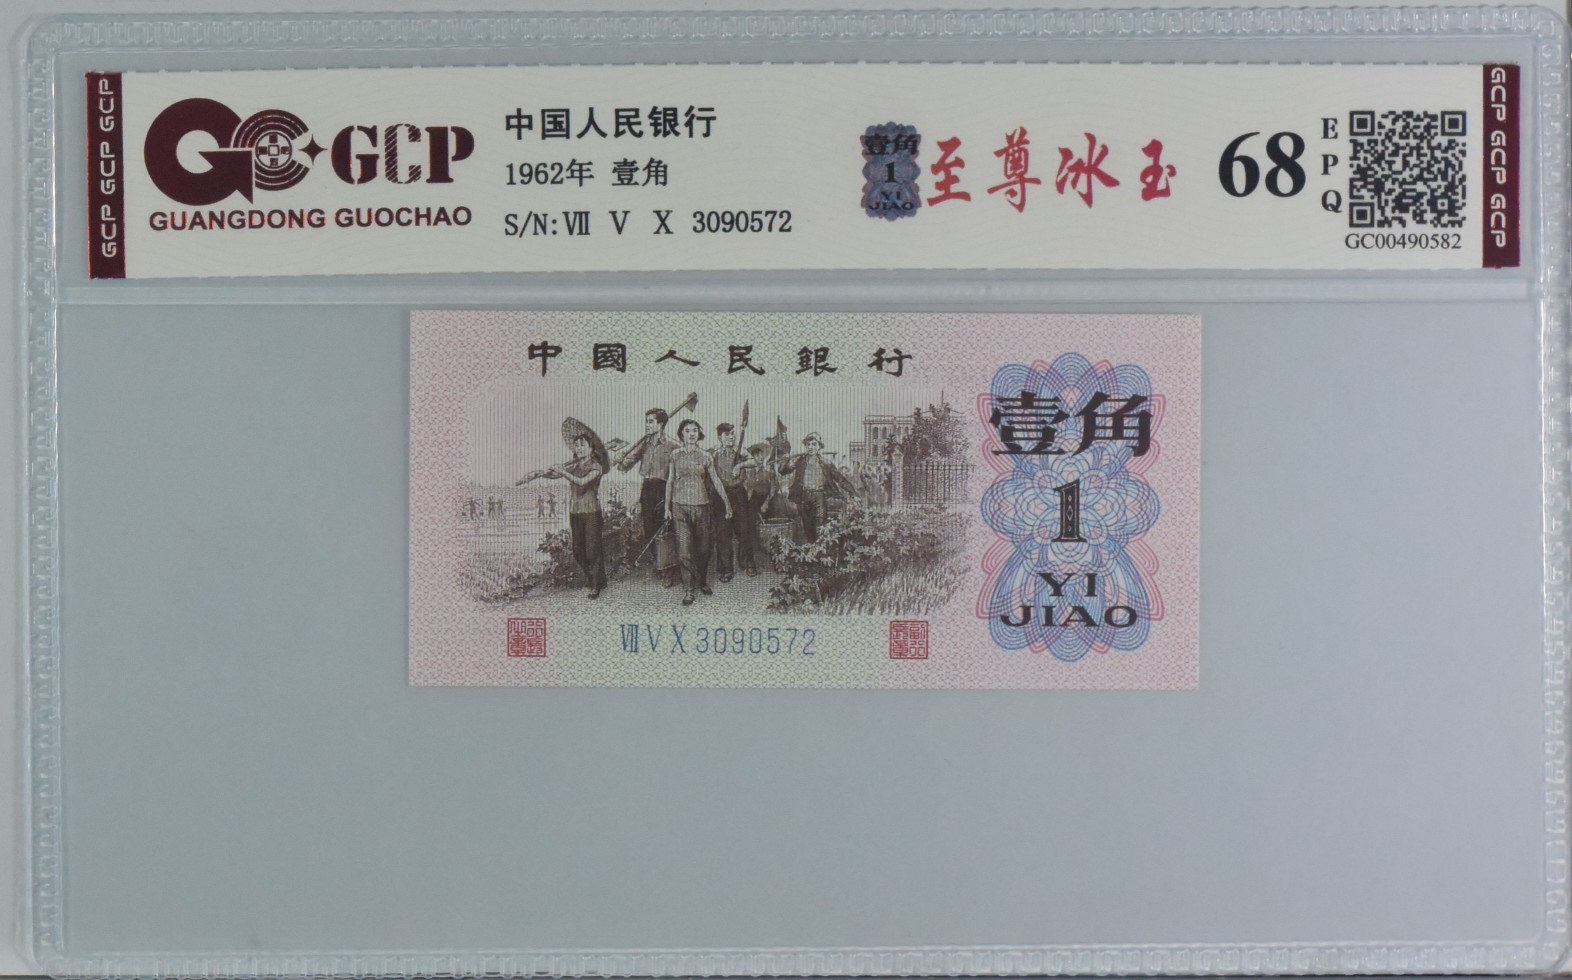 GCP GCP GCP
GCP
GUANGDONG GUOCHAO
中国人民银行
1962年 壹角
S/N: Ⅶ V X 3090572
壹角
1
YI
JIAO
至尊冰玉
68
EPQ
GC00490582
GCP GCP GCP
中國人民銀行
壹角
1
YI
JIAO
ⅦVX3090572